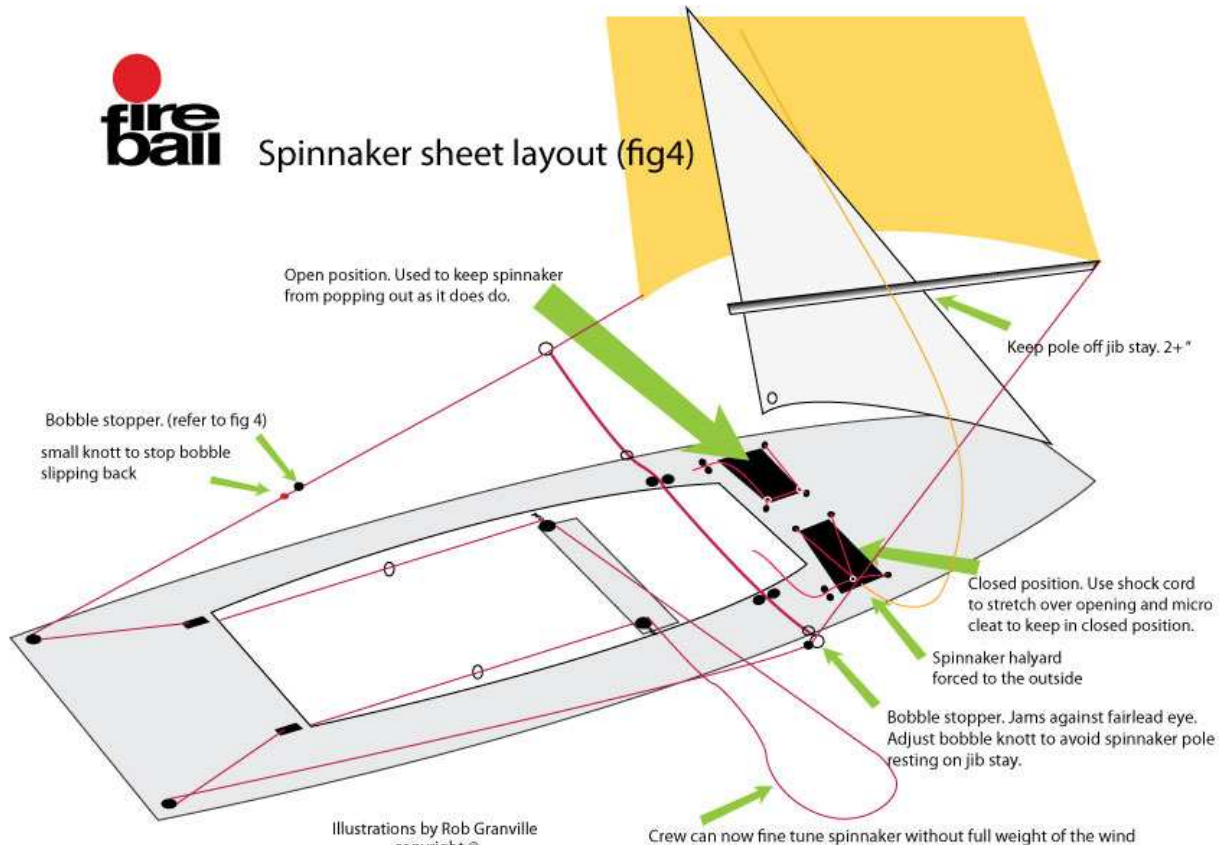 fire
ball
Spinnaker sheet layout (fig4)
Open position. Used to keep spinnaker
from popping out as it does do.
Keep pole off jib stay. 2+"
Bobble stopper. (refer to fig 4)
small knott to stop bobble
slipping back
Closed position. Use shock cord
to stretch over opening and micro
cleat to keep in closed position.
Spinnaker halyard
forced to the outside
Bobble stopper. Jams against fairlead eye.
Adjust bobble knott to avoid spinnaker pole
resting on jib stay.
Illustrations by Rob Granville
copyright ©
Crew can now fine tune spinnaker without full weight of the wind